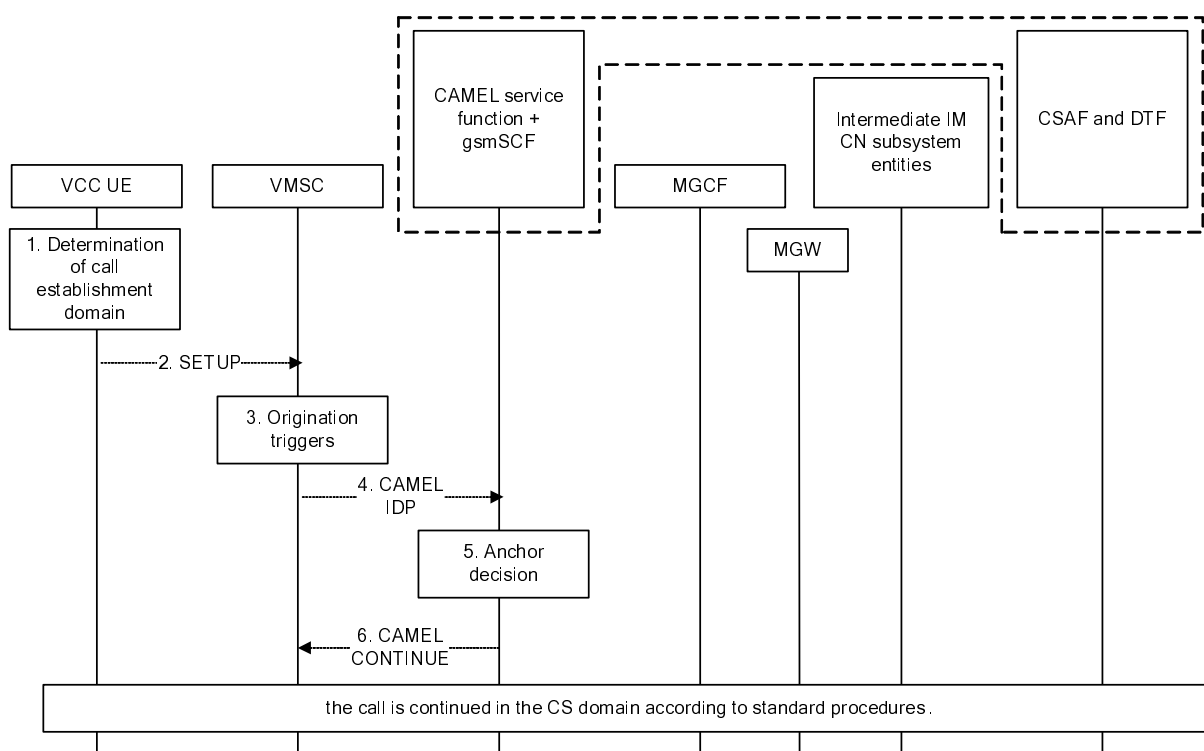 CAMEL service
function +
gsmSCF
Intermediate IM
CN subsystem
entities
CSAF and DTF
VCC UE
VMSC
MGCF
MGW
1. Determination
of call
establishment
domain
2. SETUP
3. Origination
triggers
4. CAMEL
IDP
5. Anchor
decision
6. CAMEL
CONTINUE
the call is continued in the CS domain according to standard procedures.